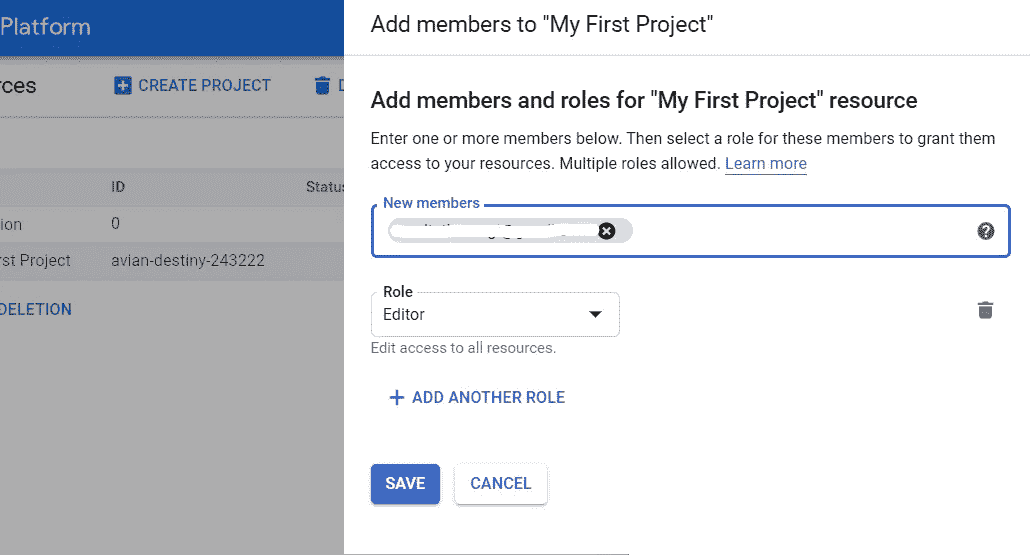 Platform
Add members to "My First Project"
rces
CREATE PROJECT
D
Add members and roles for "My First Project" resource
Enter one or more members below. Then select a role for these members to grant them
access to your resources. Multiple roles allowed. Learn more
ID
Status
New members
ion
0
rst Project
avian-destiny-243222
Role
Editor
DELETION
Edit access to all resources.
ADD ANOTHER ROLE
SAVE
CANCEL